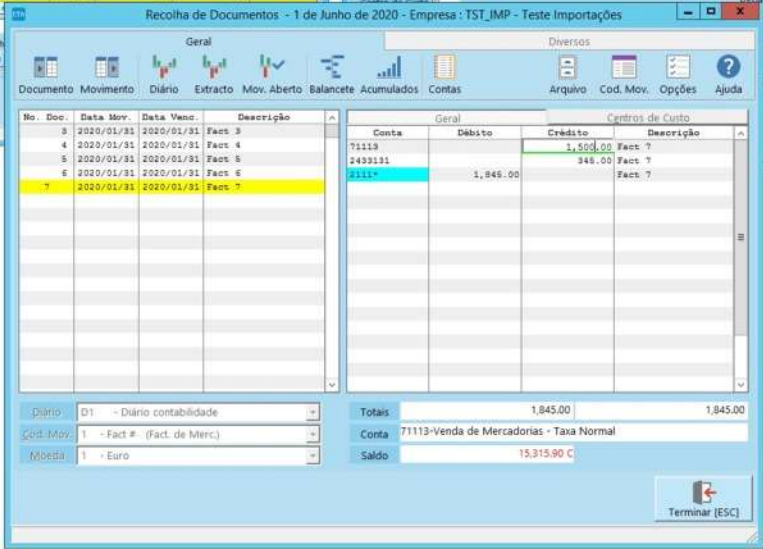 ETH Recolha de Documentos - 1 de Junho de 2020 - Empresa : TST_IMP - Teste Importações
Geral Diversos
Documento Movimento Diário Extracto Mov. Aberto Balancete Acumulados Contas Arquivo Cod. Mov. Opções Ajuda
No. Doc. Data Mov. Data Venc. Descrição
3 2020/01/31 2020/01/31 Fact 3
4 2020/01/31 2020/01/31 Fact 4
5 2020/01/31 2020/01/31 Fact 5
6 2020/01/31 2020/01/31 Fact 6
7 2020/01/31 2020/01/31 Fact 7
Geral Centros de Custo
Conta Débito Crédito Descrição
71113 1,500.00 Fact 7
2433131 345.00 Fact 7
2111* 1,845.00 Fact 7
Diário D1 - Diário contabilidade
Cod. Mov. 1 - Fact # (Fact. de Merc.)
Moeda 1 - Euro
Totais 1,845.00 1,845.00
Conta 71113-Venda de Mercadorias - Taxa Normal
Saldo 15,315.90 C
Terminar [ESC]